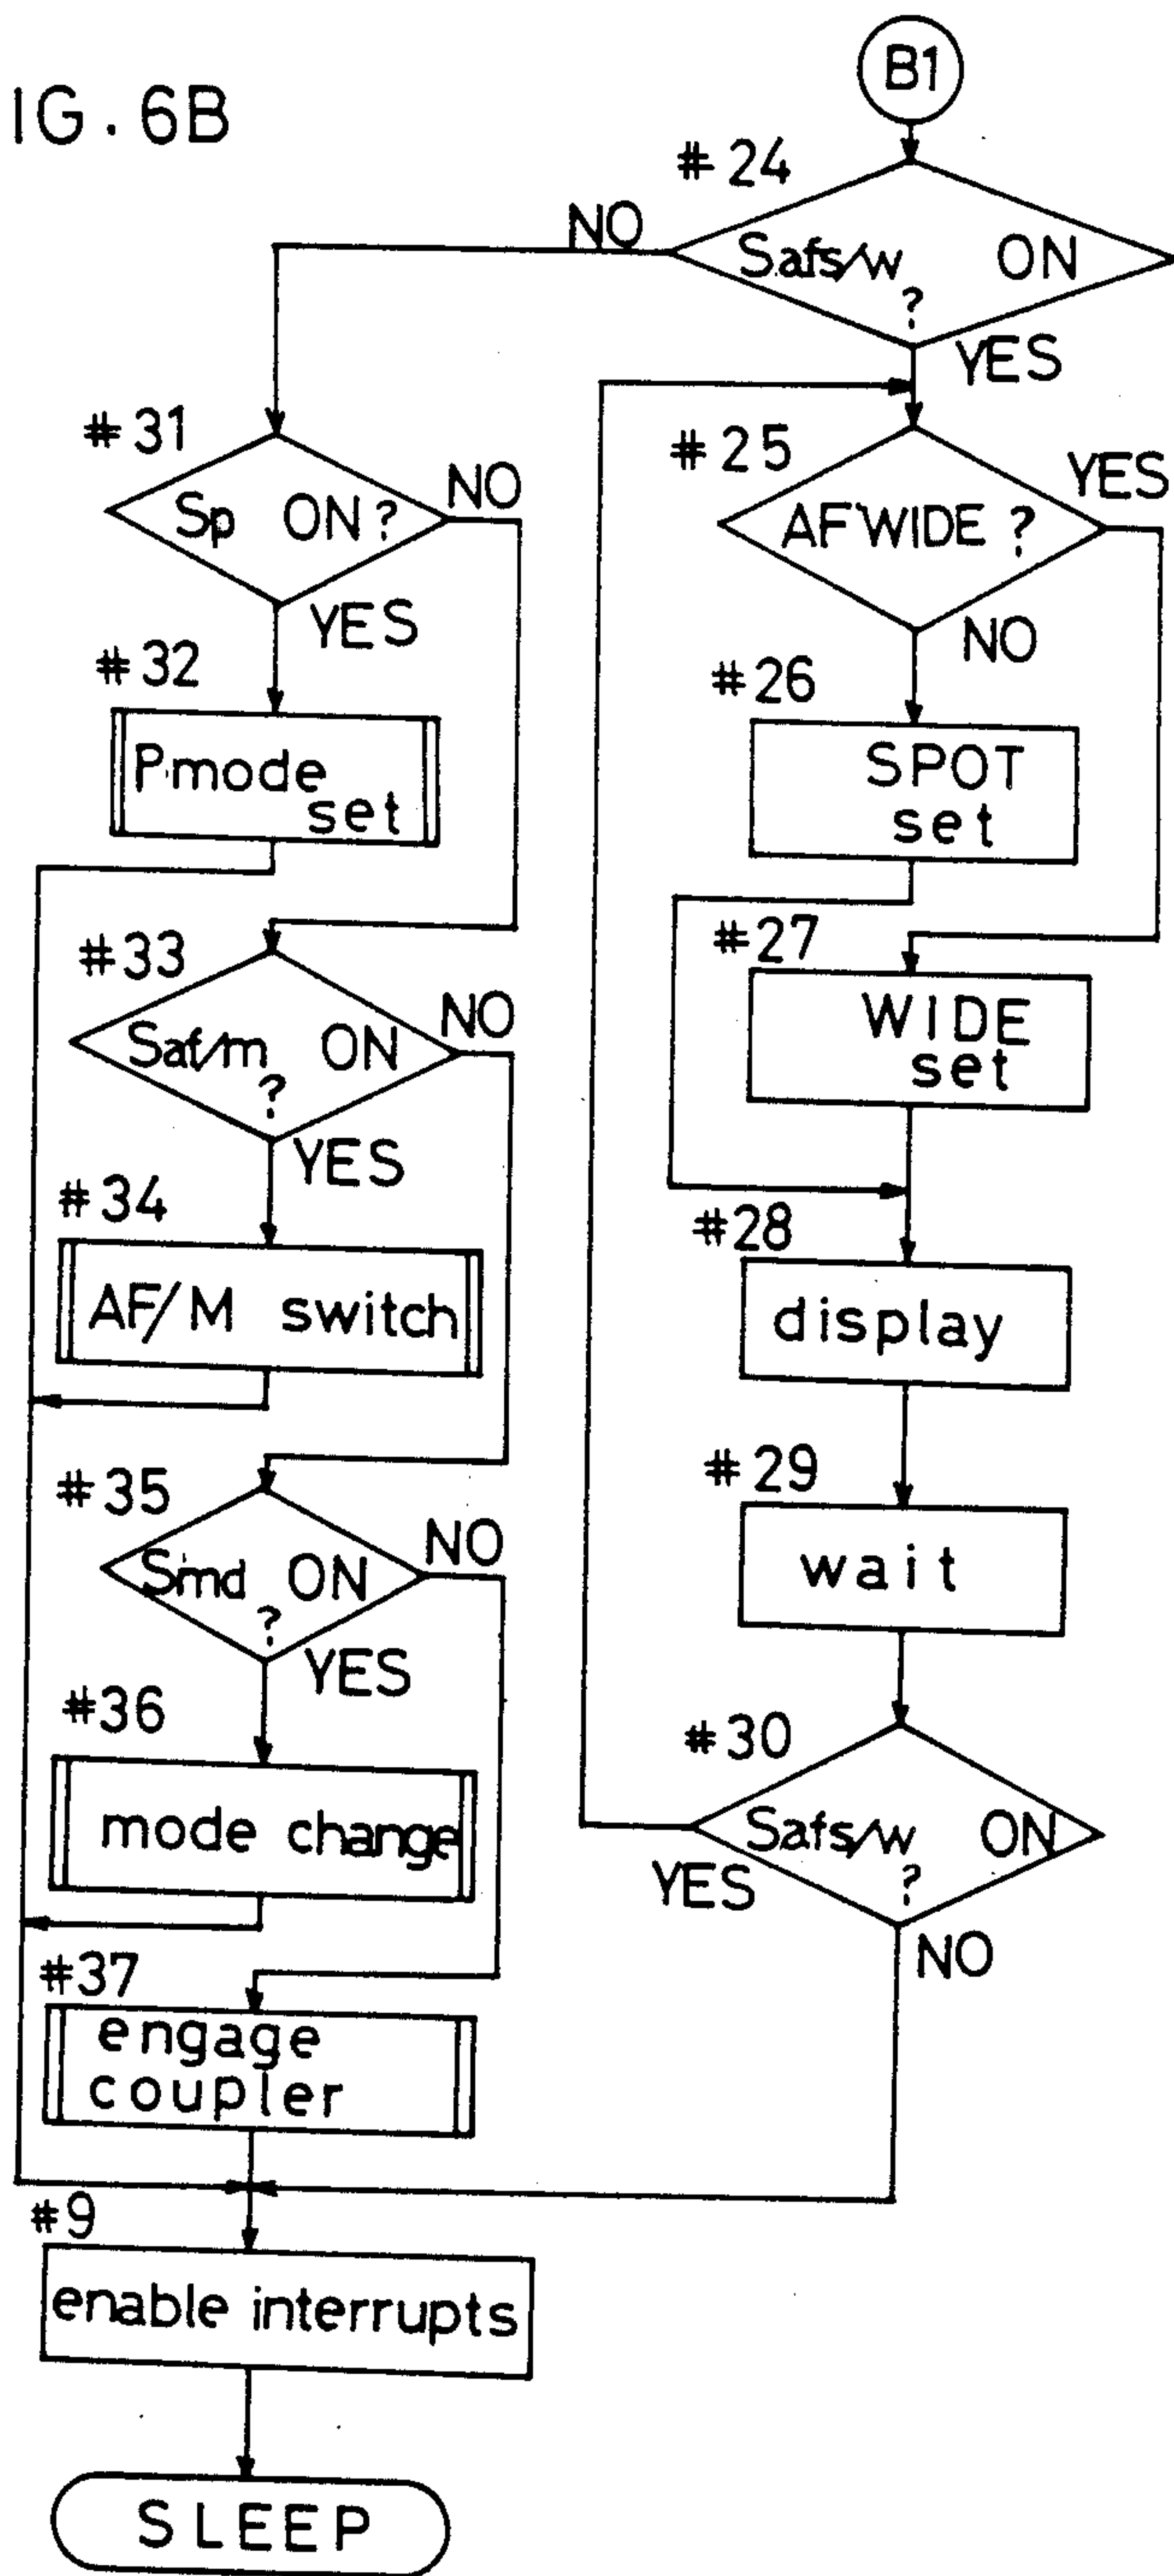 IG. 6B
B1
#24
NO
Safs/w ON
?
YES
#31
Sp ON?
NO
YES
#32
P mode
set
#33
Saf/m ON
?
NO
YES
#34
AF/M switch
#35
Smd ON
?
NO
YES
#36
mode change
#37
engage
coupler
#25
AF WIDE ?
YES
NO
#26
SPOT
set
#27
WIDE
set
#28
display
#29
wait
#30
Safs/w ON
?
YES
NO
#9
enable interrupts
SLEEP